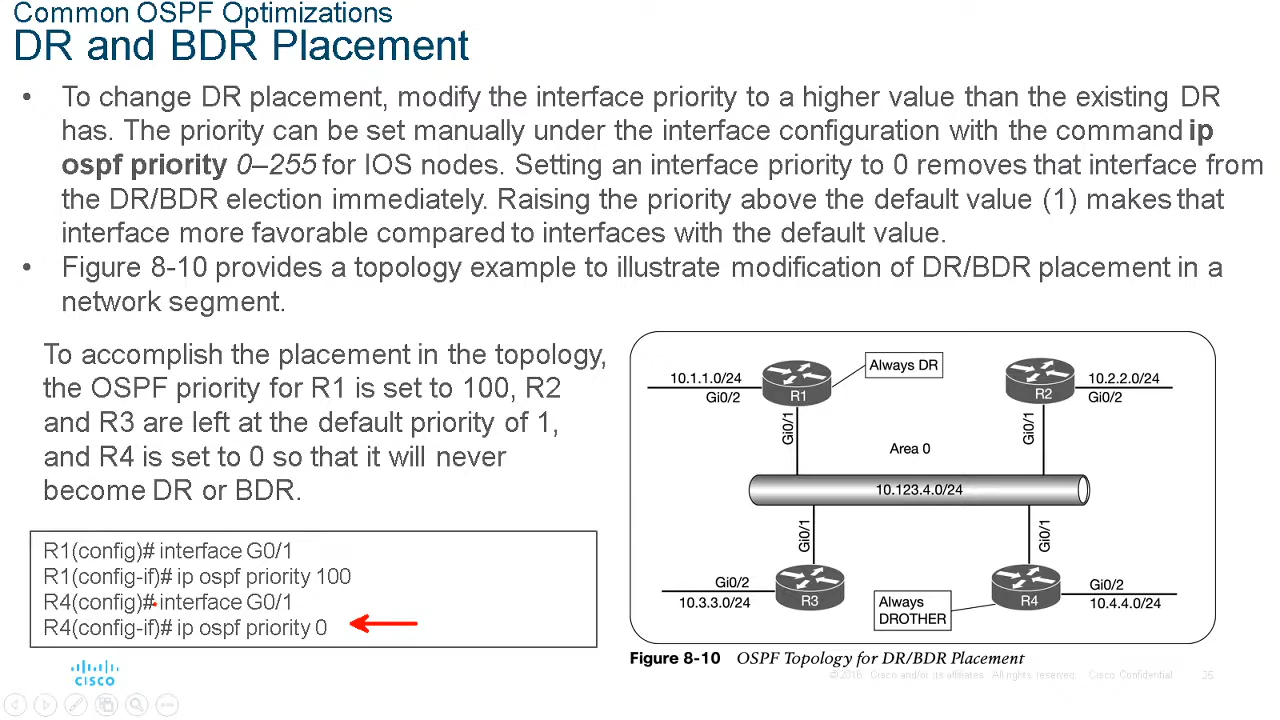 Common OSPF Optimizations
DR and BDR Placement
• To change DR placement, modify the interface priority to a higher value than the existing DR
has. The priority can be set manually under the interface configuration with the command ip
ospf priority 0–255 for IOS nodes. Setting an interface priority to 0 removes that interface from
the DR/BDR election immediately. Raising the priority above the default value (1) makes that
interface more favorable compared to interfaces with the default value.
• Figure 8-10 provides a topology example to illustrate modification of DR/BDR placement in a
network segment.
To accomplish the placement in the topology,
the OSPF priority for R1 is set to 100, R2
and R3 are left at the default priority of 1,
and R4 is set to 0 so that it will never
become DR or BDR.
R1(config)# interface G0/1
R1(config-if)# ip ospf priority 100
R4(config)# interface G0/1
R4(config-if)# ip ospf priority 0
10.1.1.0/24
Gi0/2
R1
Always DR
Gi0/1
R2
10.2.2.0/24
Gi0/2
Gi0/1
Area 0
10.123.4.0/24
Gi0/1
Gi0/2
10.3.3.0/24
R3
Always
DROTHER
Gi0/1
R4
Gi0/2
10.4.4.0/24
Figure 8-10 OSPF Topology for DR/BDR Placement
CISCO
© 2016 Cisco and/or its affiliates. All rights reserved. Cisco Confidential 25